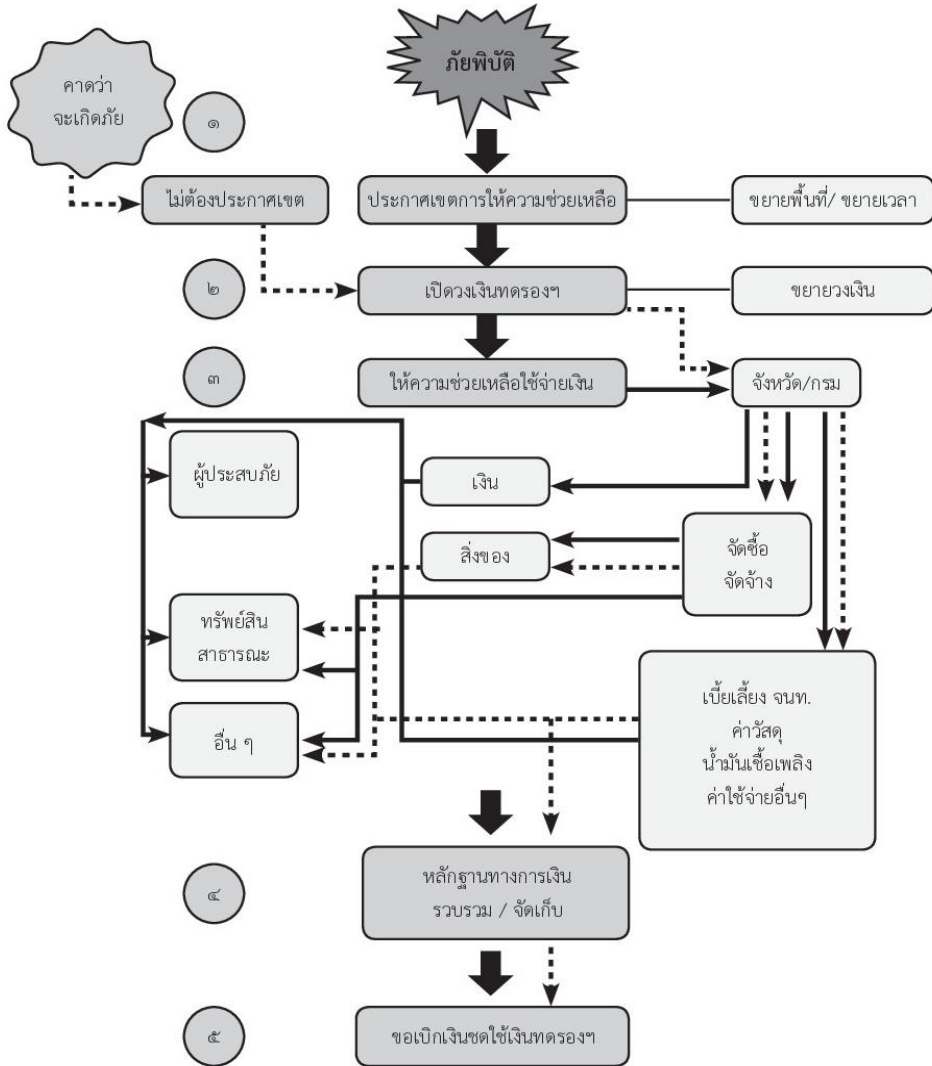 ภัยพิบัติ
คาดว่า
จะเกิดภัย
๑
ไม่ต้องประกาศเขต
ประกาศเขตการให้ความช่วยเหลือ
ขยายพื้นที่/ ขยายเวลา
๒
เปิดวงเงินทดรองฯ
ขยายวงเงิน
๓
ให้ความช่วยเหลือใช้จ่ายเงิน
จังหวัด/กรม
ผู้ประสบภัย
เงิน
สิ่งของ
จัดซื้อ
จัดจ้าง
ทรัพย์สิน
สาธารณะ
อื่น ๆ
เบี้ยเลี้ยง จนท.
ค่าวัสดุ
น้ำมันเชื้อเพลิง
ค่าใช้จ่ายอื่นๆ
๔
หลักฐานทางการเงิน
รวบรวม / จัดเก็บ
๕
ขอเบิกเงินชดใช้เงินทดรองฯ